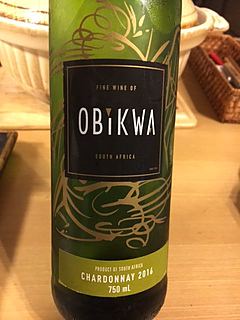 FINE WINE OF
OBiKWA
SOUTH AFRICA
PRODUCT OF SOUTH AFRICA
CHARDONNAY 2016
750 mL